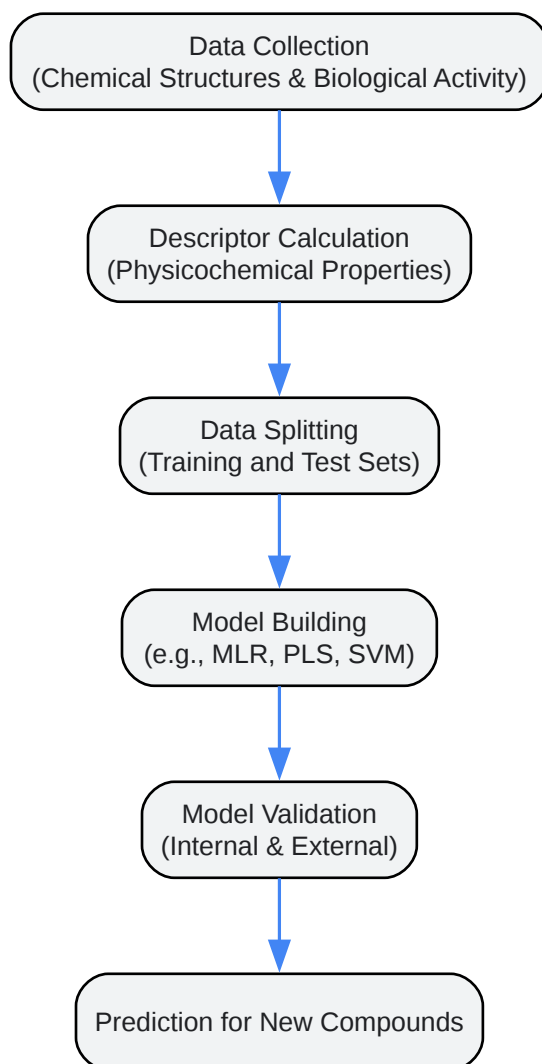 Data Collection
(Chemical Structures & Biological Activity)
Descriptor Calculation
(Physicochemical Properties)
Data Splitting
(Training and Test Sets)
Model Building
(e.g., MLR, PLS, SVM)
Model Validation
(Internal & External)
Prediction for New Compounds